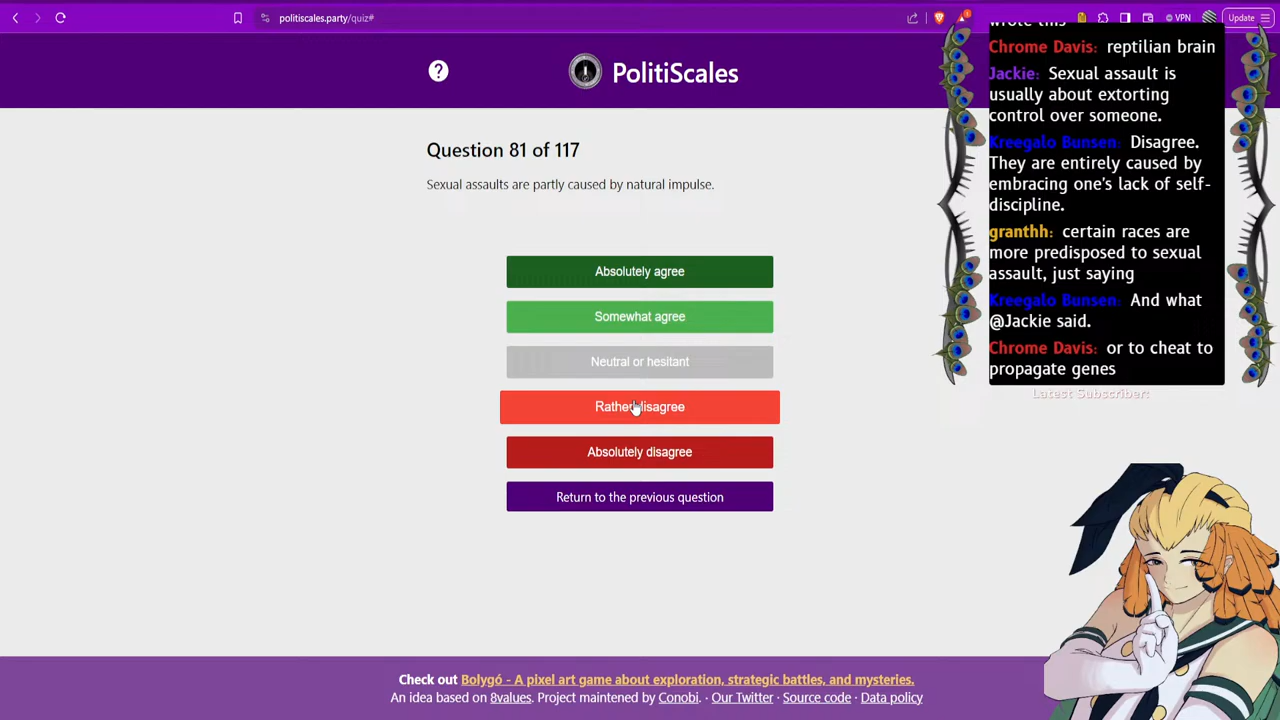 politiscales.party/quiz#
VPN
Update
PolitiScales
Question 81 of 117
Sexual assaults are partly caused by natural impulse.
Absolutely agree
Somewhat agree
Neutral or hesitant
Rather disagree
Absolutely disagree
Return to the previous question
wrote this
Chrome Davis: reptilian brain
Jackie: Sexual assault is
usually about extorting
control over someone.
Kreegalo Bunsen: Disagree.
They are entirely caused by
embracing one's lack of self-
discipline.
granthh: certain races are
more predisposed to sexual
assault, just saying
Kreegalo Bunsen: And what
@Jackie said.
Chrome Davis: or to cheat to
propagate genes
Latest Subscriber:
Check out Bolygó - A pixel art game about exploration, strategic battles, and mysteries.
An idea based on 8values. Project maintened by Conobi. · Our Twitter · Source code · Data policy